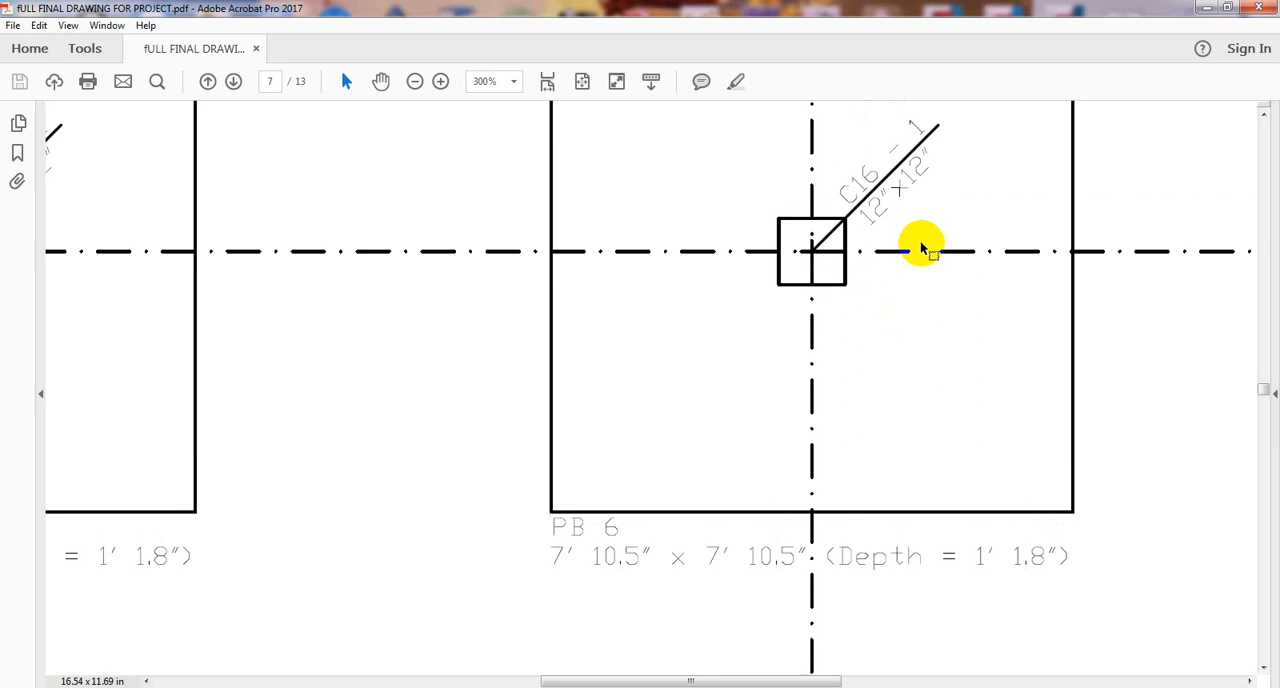 fULL FINAL DRAWING FOR PROJECT.pdf - Adobe Acrobat Pro 2017
File Edit View Window Help
Home Tools fULL FINAL DRAWI... × Sign In
7 / 13 300%
C16 - 1
12"x12"
PB 6
= 1' 1.8") 7' 10.5" x 7' 10.5" (Depth = 1' 1.8")
16.54 x 11.69 in